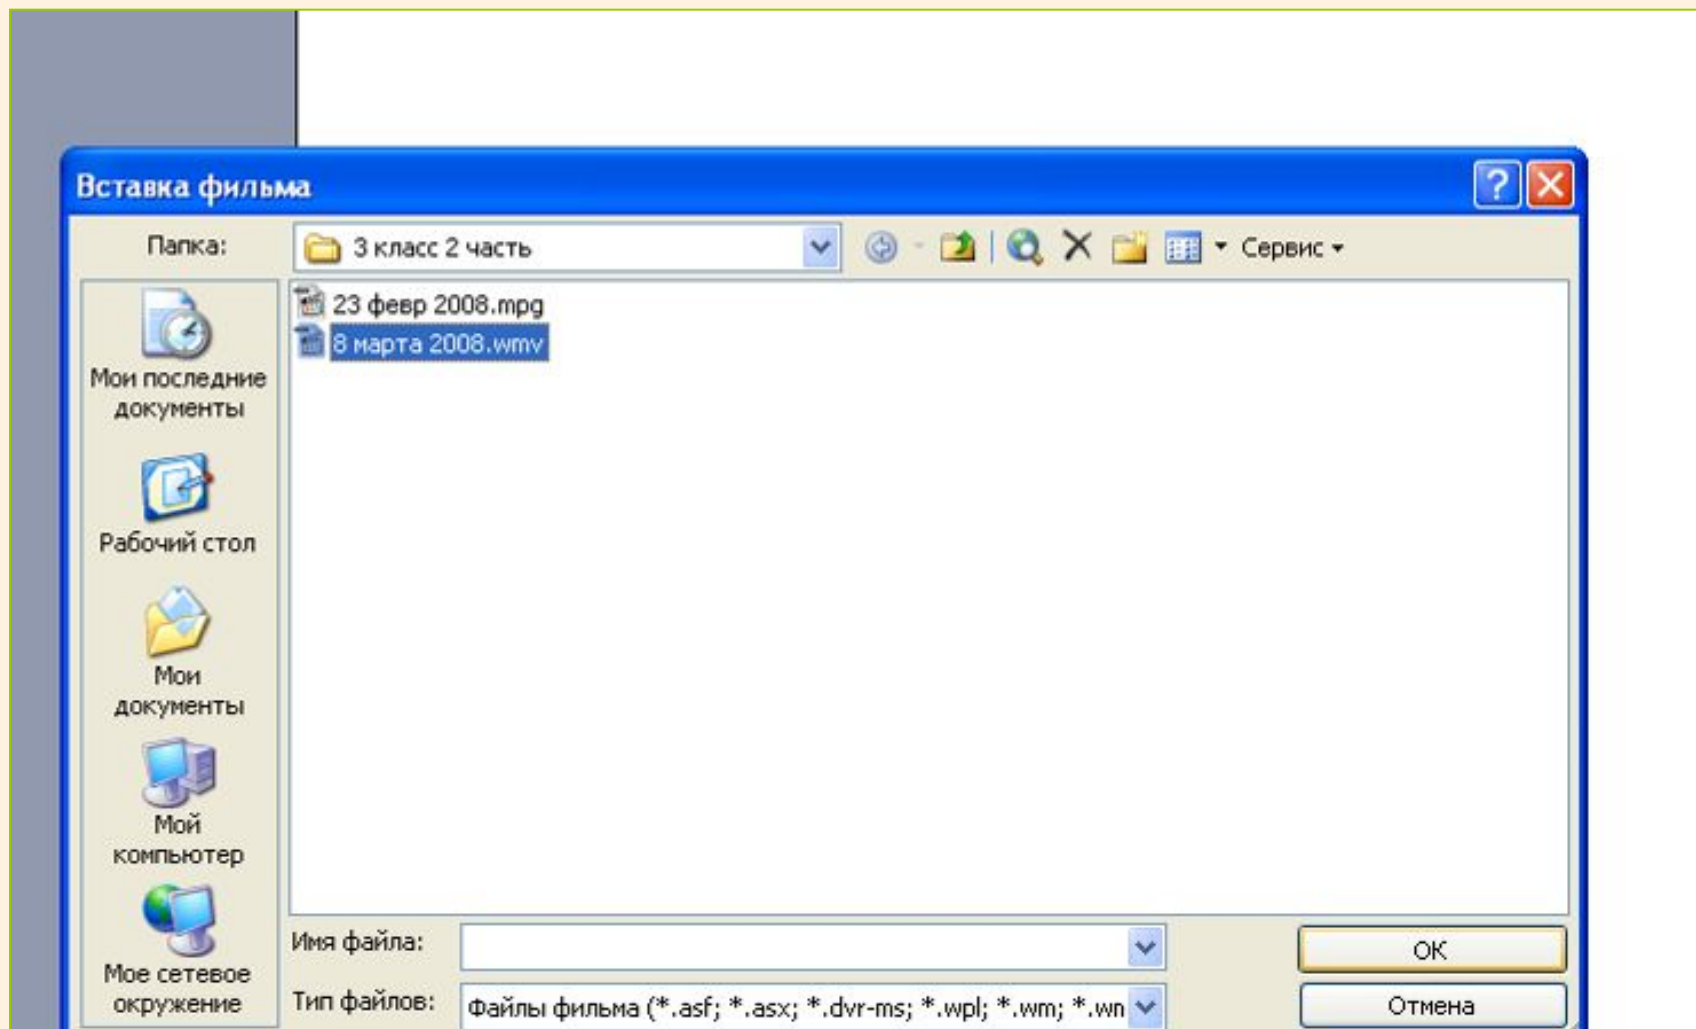 Вставка фильма
Папка:
3 класс 2 часть
Сервис
23 февр 2008.mpg
8 марта 2008.wmv
Мои последние
документы
Рабочий стол
Мои
документы
Мой
компьютер
Мое сетевое
окружение
Имя файла:
ОК
Тип файлов:
Файлы фильма (*.asf; *.asx; *.dvr-ms; *.wpl; *.wm; *.wm
Отмена